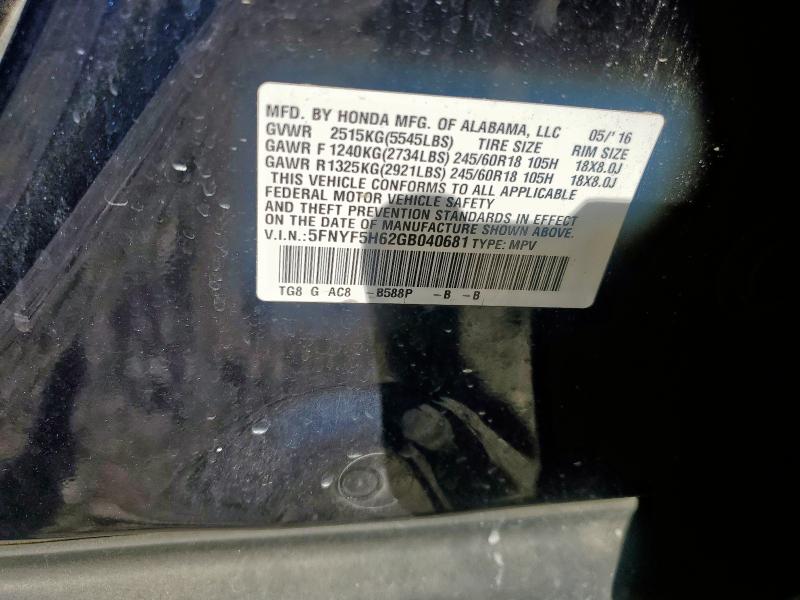 MFD. BY HONDA MFG. OF ALABAMA, LLC 05/'16
GVWR 2515KG(5545LBS) TIRE SIZE RIM SIZE
GAWR F 1240KG(2734LBS) 245/60R18 105H 18X8.0J
GAWR R1325KG(2921LBS) 245/60R18 105H 18X8.0J
THIS VEHICLE CONFORMS TO ALL APPLICABLE
FEDERAL MOTOR VEHICLE SAFETY
AND THEFT PREVENTION STANDARDS IN EFFECT
ON THE DATE OF MANUFACTURE SHOWN ABOVE.
V.I.N.:5FNYF5H62GB040681 TYPE: MPV
TG8 G AC8 -B588P -B -B